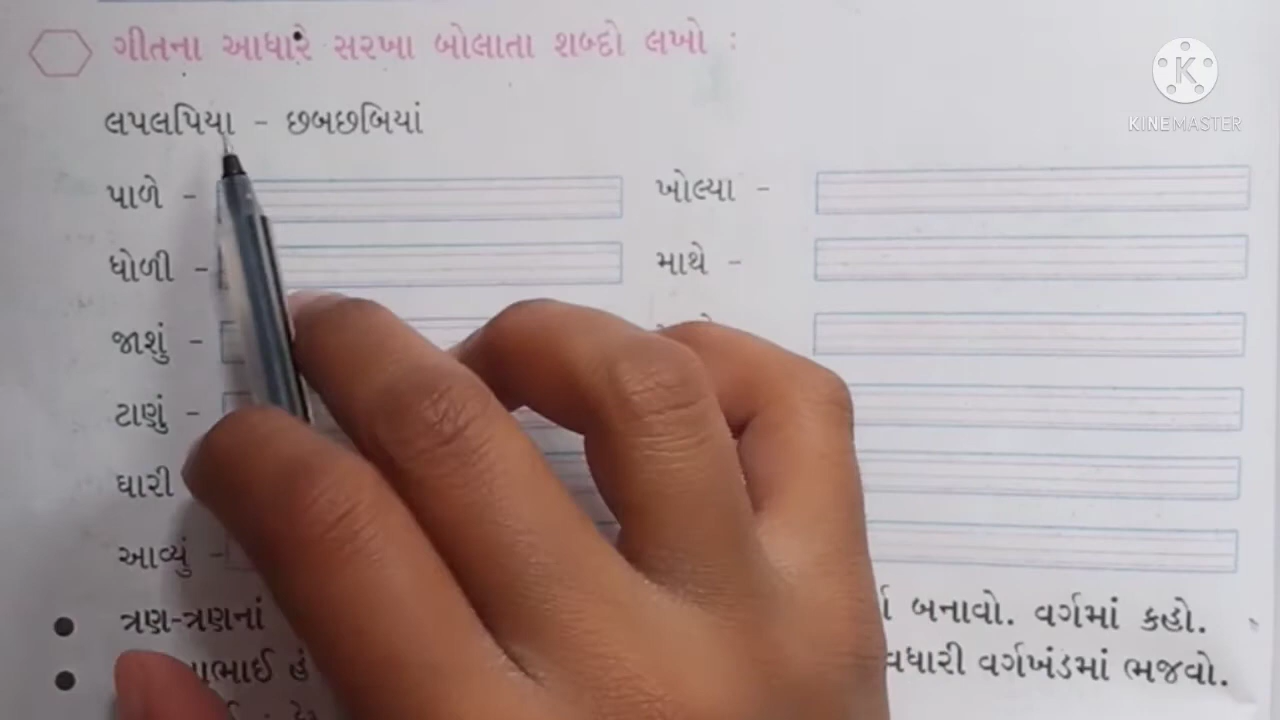 ગીતના આધારે સરખા બોલાતા શબ્દો લખો :
KINEMASTER
લપલપિયા - છબછબિયાં
પાળે -
ખોલ્યા -
ધોળી -
માથે -
જાશું -
ટાણું -
ઘારી
આવ્યું -
ત્રણ-ત્રણનાં બનાવો. વર્ગમાં કહો.
હં વધારી વર્ગખંડમાં ભજવો.